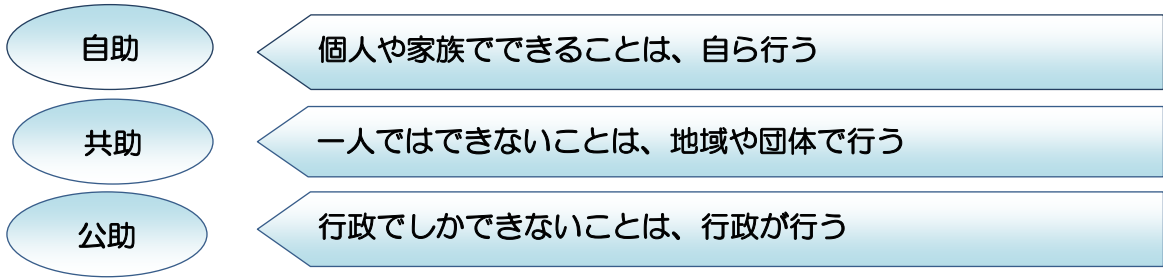 自助
個人や家族でできることは、自ら行う
共助
一人ではできないことは、地域や団体で行う
公助
行政でしかできないことは、行政が行う